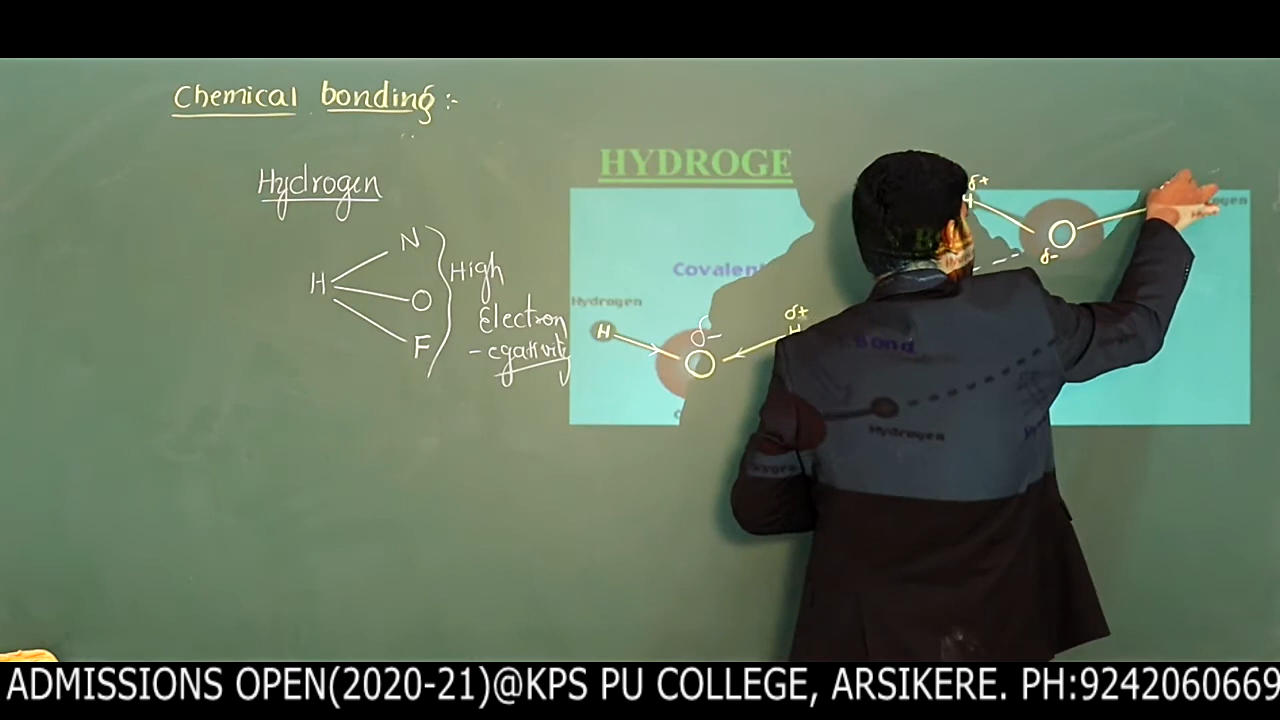 Chemical bonding :-
Hydrogen
H
N
O
F
High
Electron
- egativity
HYDROGE
Covalent
Hydrogen
H
δ-
O
δ+
H
δ+
H
O
δ-
Bond
Hydrogen
ADMISSIONS OPEN(2020-21)@KPS PU COLLEGE, ARSIKERE. PH:9242060669